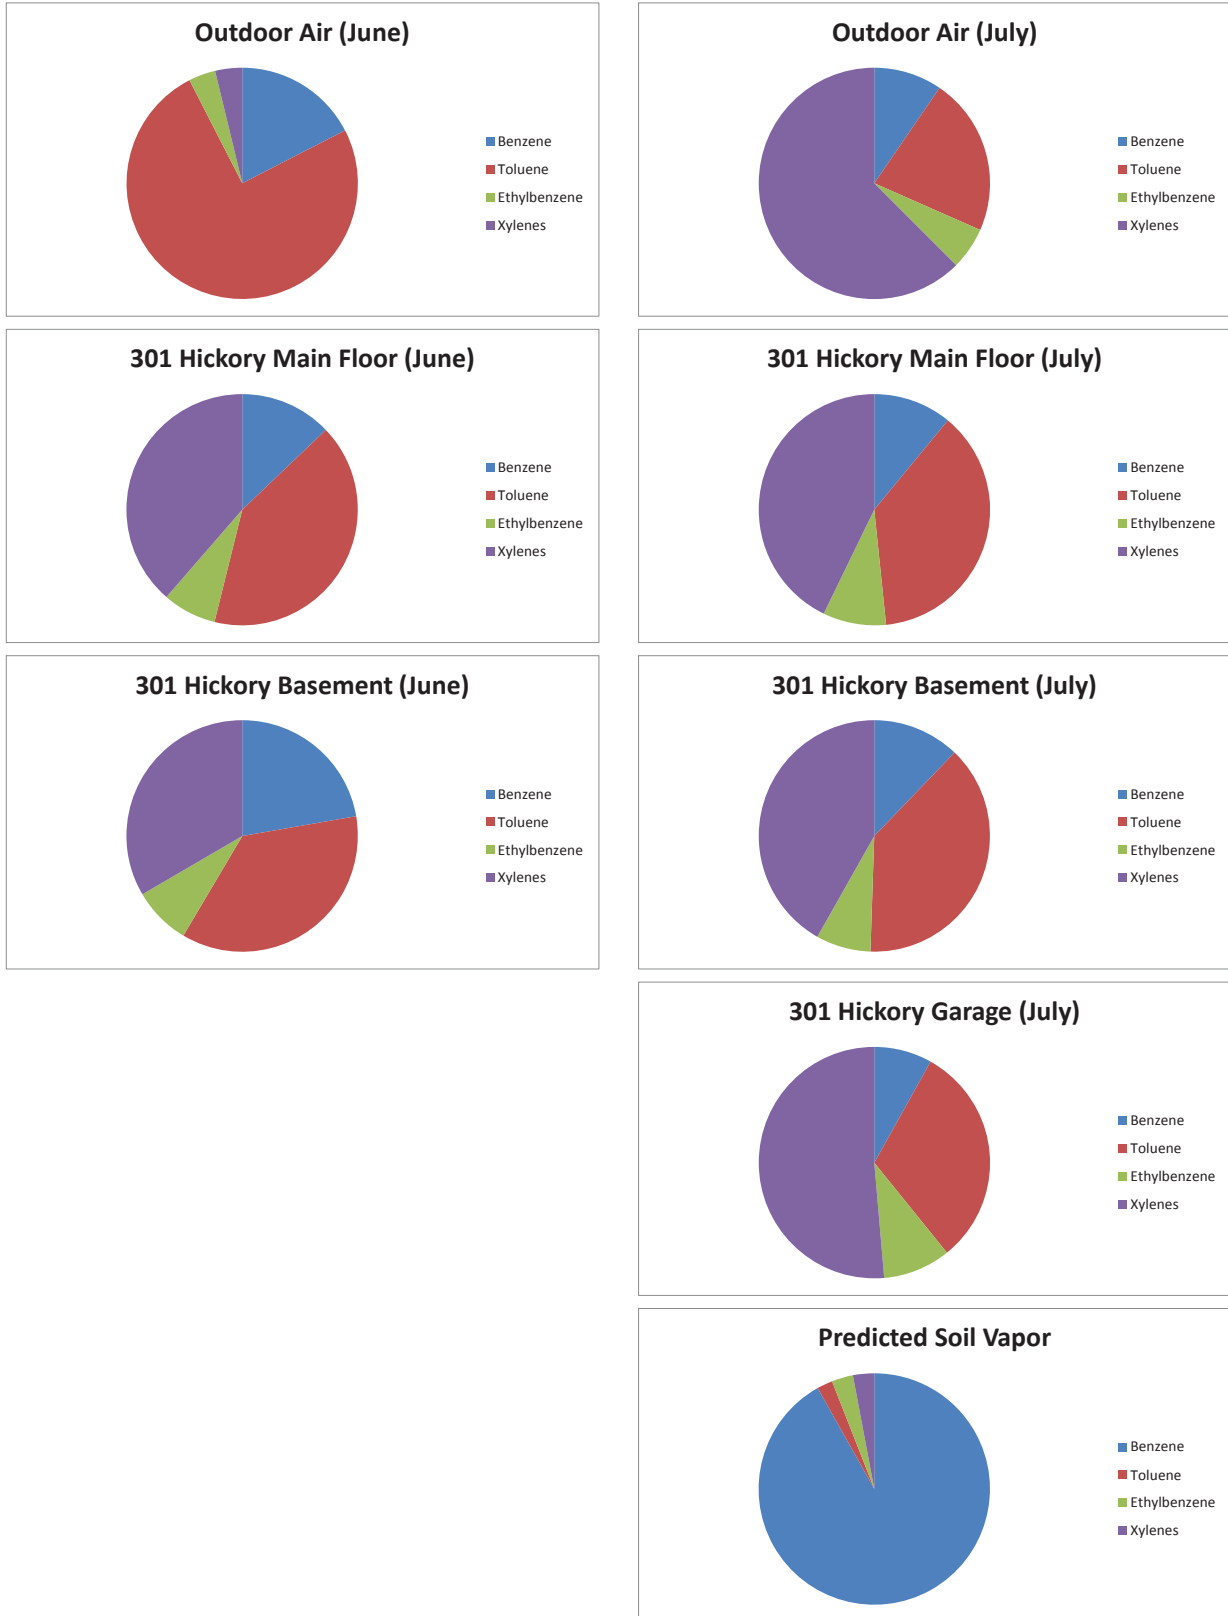 Outdoor Air (June)
Benzene
Toluene
Ethylbenzene
Xylenes
Outdoor Air (July)
Benzene
Toluene
Ethylbenzene
Xylenes
301 Hickory Main Floor (June)
Benzene
Toluene
Ethylbenzene
Xylenes
301 Hickory Main Floor (July)
Benzene
Toluene
Ethylbenzene
Xylenes
301 Hickory Basement (June)
Benzene
Toluene
Ethylbenzene
Xylenes
301 Hickory Basement (July)
Benzene
Toluene
Ethylbenzene
Xylenes
301 Hickory Garage (July)
Benzene
Toluene
Ethylbenzene
Xylenes
Predicted Soil Vapor
Benzene
Toluene
Ethylbenzene
Xylenes